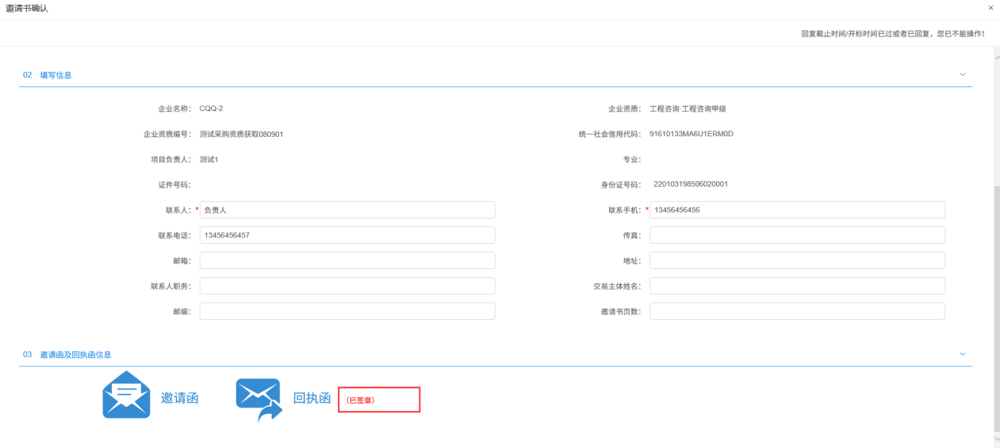 邀请书确认 ×
回复截止时间/开标时间已过或者已回复，您已不能操作!
02 填写信息
企业名称： CQQ-2 企业资质： 工程咨询-工程咨询甲级
企业资质编号： 测试采购资质获取080901 统一社会信用代码： 91610133MA6U1ERM0D
项目负责人： 测试1 专业：
证件号码： 身份证号码： 220103198506020001
联系人：* 负责人 联系手机：* 13456456456
联系电话： 13456456457 传真：
邮箱： 地址：
联系人职务： 交易主体姓名：
邮编： 邀请书页数：
03 邀请函及回执函信息
邀请函 回执函 （已签章）